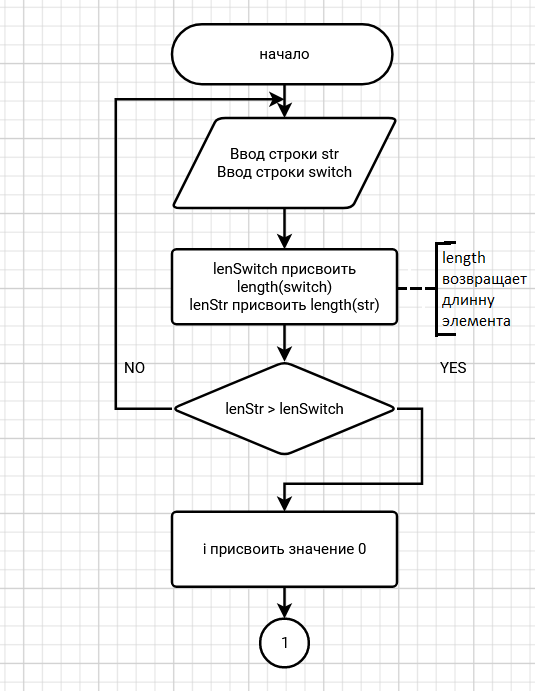 начало
Ввод строки str
Ввод строки switch
lenSwitch присвоить
length(switch)
lenStr присвоить length(str)
length
возвращает
длинну
элемента
NO
YES
lenStr > lenSwitch
i присвоить значение 0
1